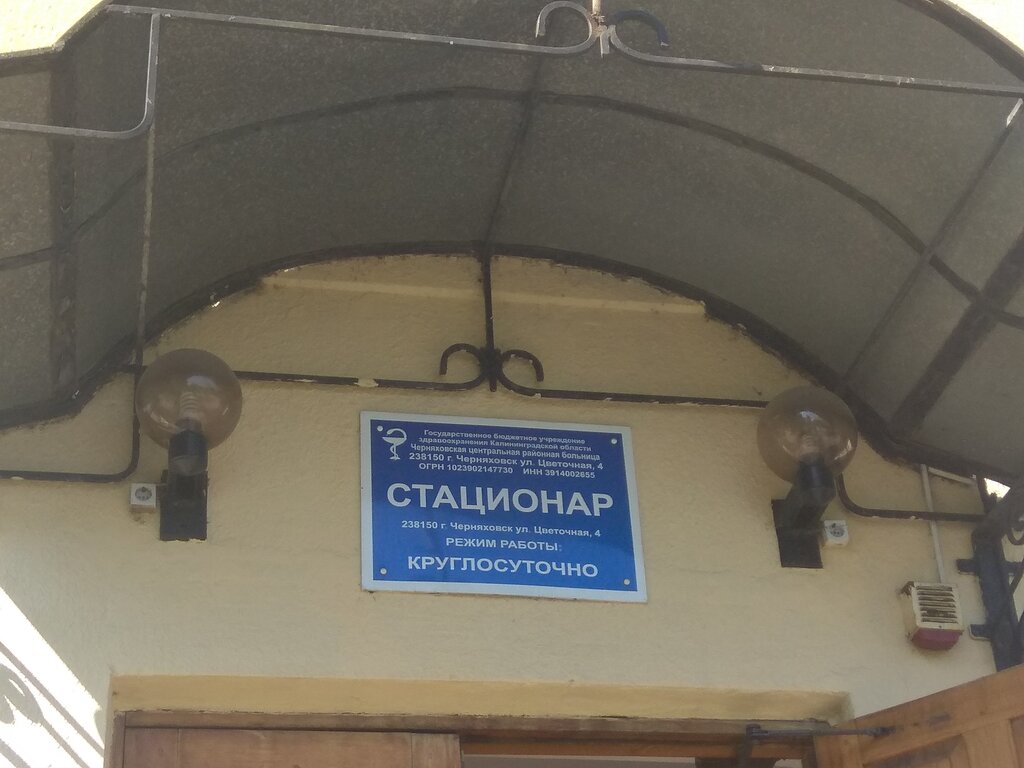 Государственное бюджетное учреждение
здравоохранения Калининградской области
Черняховская центральная районная больница
238150 г. Черняховск ул. Цветочная, 4
ОГРН 1023902147730 ИНН 3914002655
СТАЦИОНАР
238150 г. Черняховск ул. Цветочная, 4
РЕЖИМ РАБОТЫ:
КРУГЛОСУТОЧНО